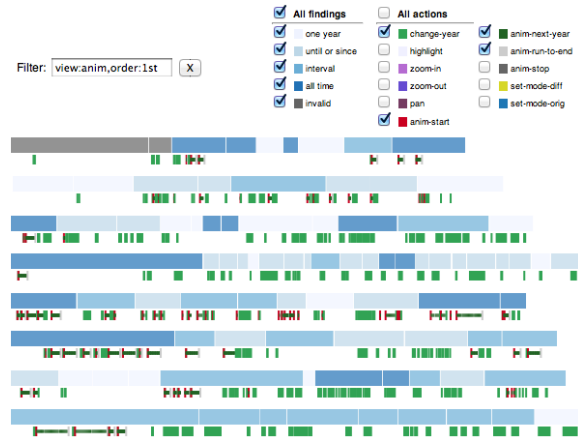 All findings
All actions
one year
change-year
anim-next-year
until or since
highlight
anim-run-to-end
Filter: view:anim,order:1st X
interval
zoom-in
anim-stop
all time
zoom-out
set-mode-diff
invalid
pan
set-mode-orig
anim-start